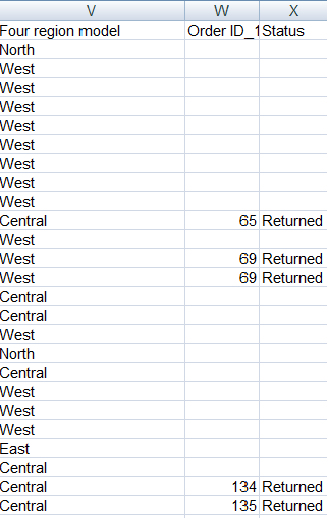 V W X
Four region model Order ID_1 Status
North
West
West
West
West
West
West
West
West
Central 65 Returned
West
West 69 Returned
West 69 Returned
Central
Central
West
North
Central
West
West
West
East
Central
Central 134 Returned
Central 135 Returned